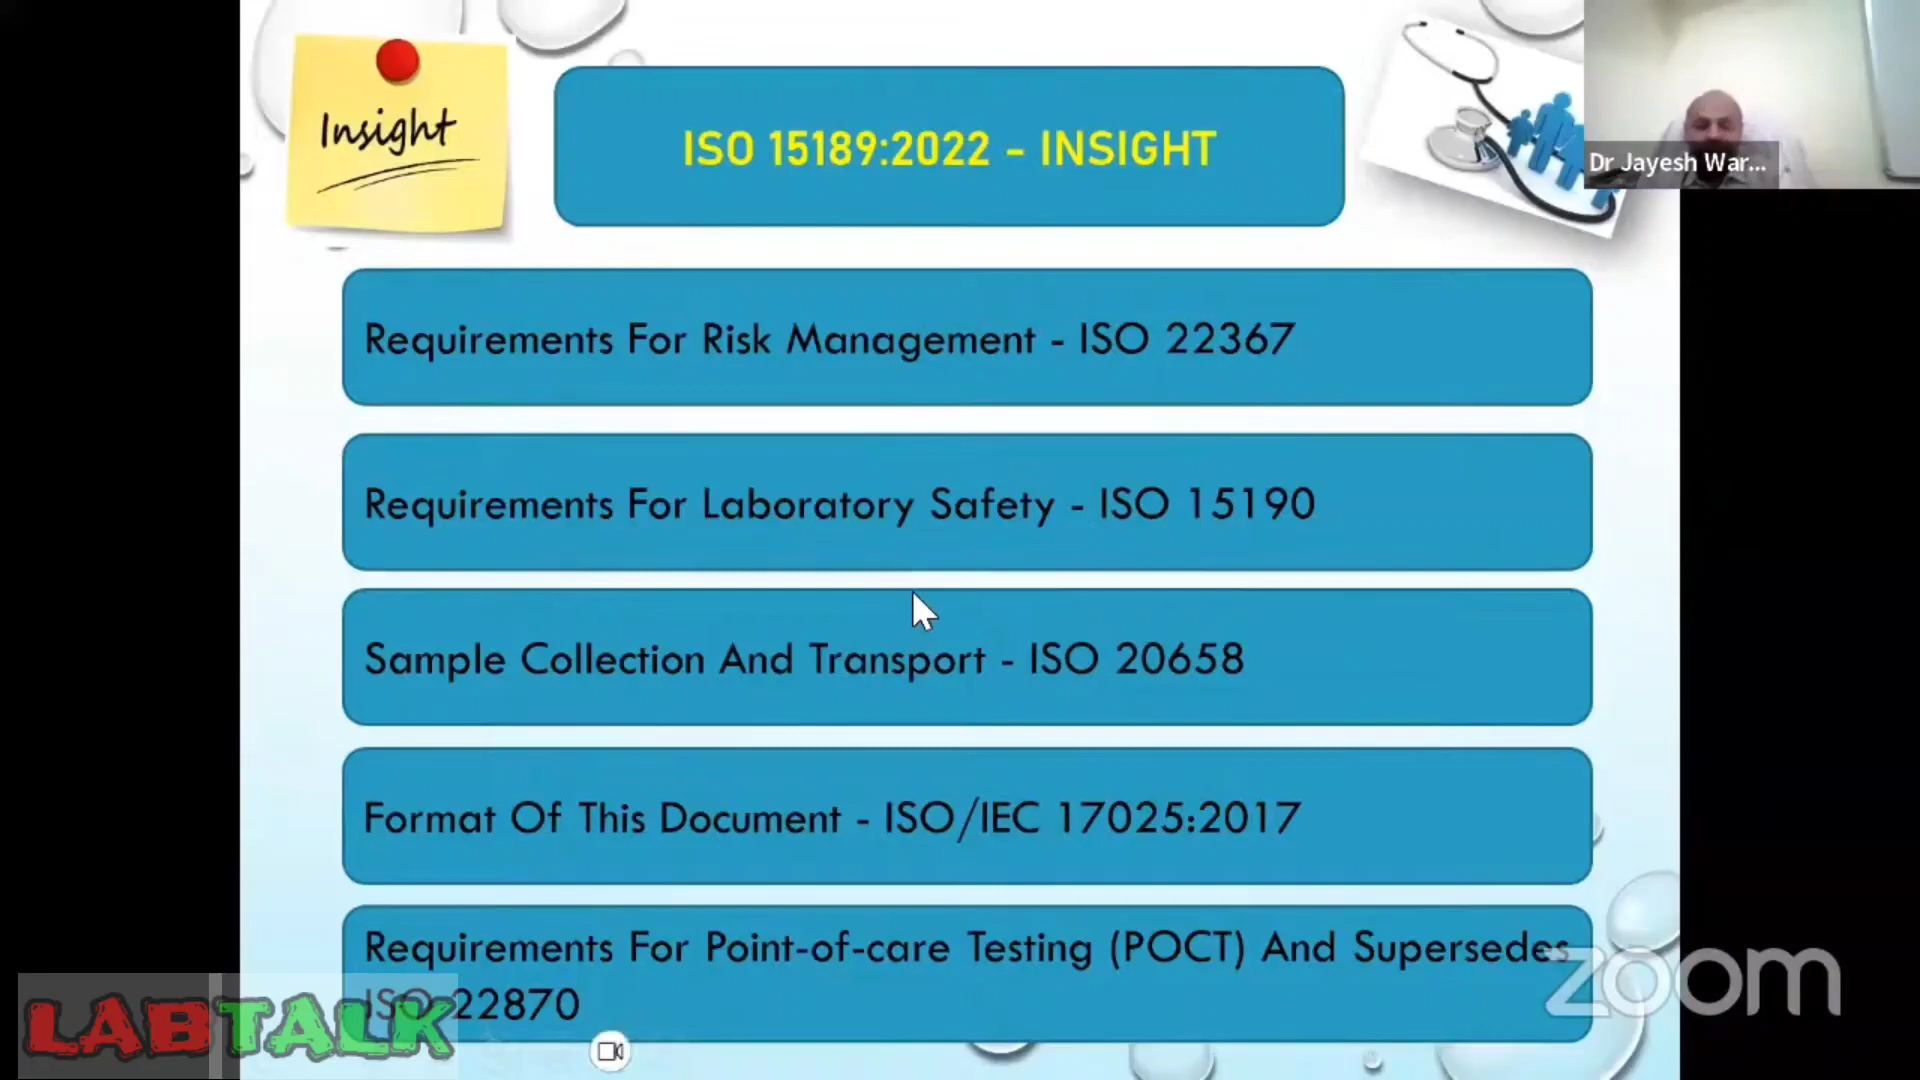 Insight
ISO 15189:2022 - INSIGHT
Dr Jayesh War...
Requirements For Risk Management - ISO 22367
Requirements For Laboratory Safety - ISO 15190
Sample Collection And Transport - ISO 20658
Format Of This Document - ISO/IEC 17025:2017
Requirements For Point-of-care Testing (POCT) And Supersedes
ISO 22870
zoom
LABTALK